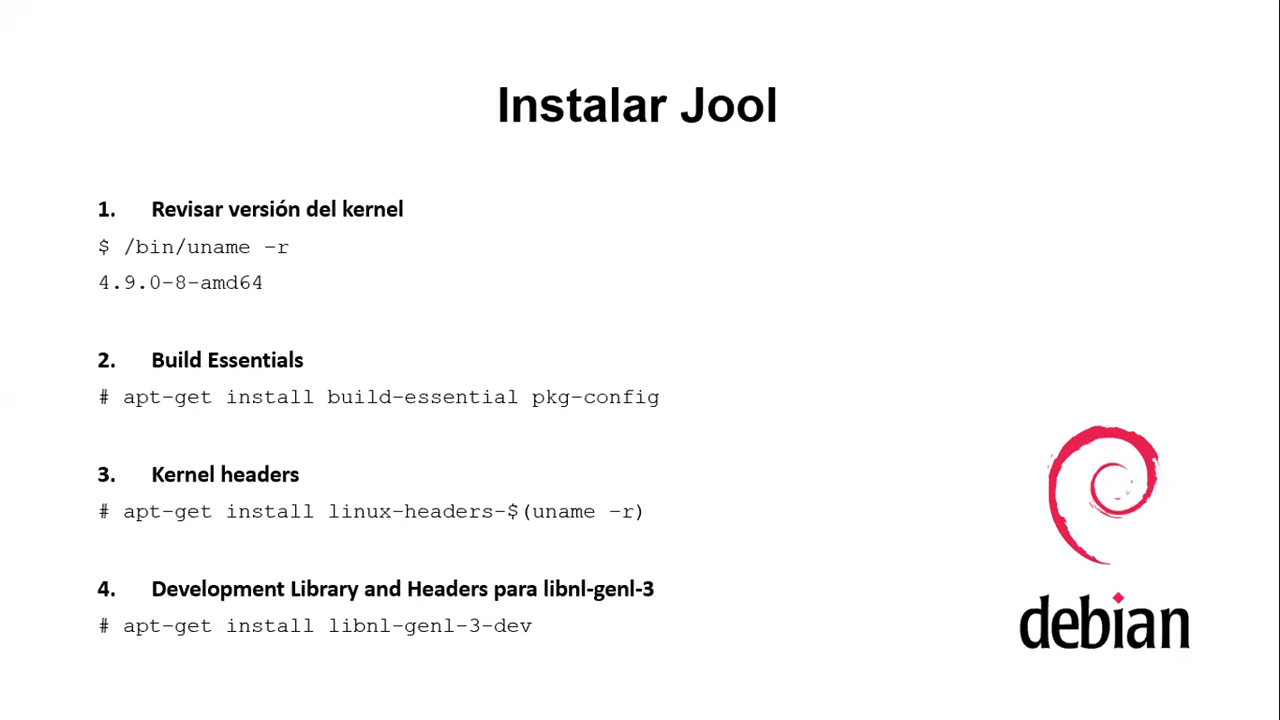 Instalar Jool
1. Revisar versión del kernel
$ /bin/uname -r
4.9.0-8-amd64
2. Build Essentials
# apt-get install build-essential pkg-config
3. Kernel headers
# apt-get install linux-headers-$(uname -r)
4. Development Library and Headers para libnl-genl-3
# apt-get install libnl-genl-3-dev
debian